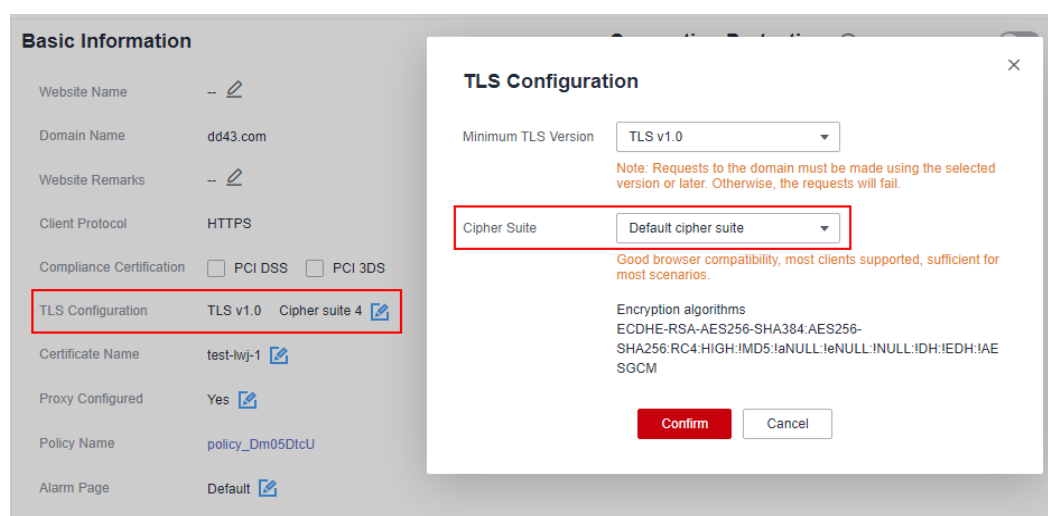 Basic Information
Website Name -- 
Domain Name dd43.com
Website Remarks -- 
Client Protocol HTTPS
Compliance Certification PCI DSS PCI 3DS
TLS Configuration TLS v1.0 Cipher suite 4
Certificate Name test-lwj-1
Proxy Configured Yes
Policy Name policy_Dm05DtcU
Alarm Page Default
TLS Configuration
Minimum TLS Version TLS v1.0
Note: Requests to the domain must be made using the selected
version or later. Otherwise, the requests will fail.
Cipher Suite Default cipher suite
Good browser compatibility, most clients supported, sufficient for
most scenarios.
Encryption algorithms
ECDHE-RSA-AES256-SHA384:AES256-
SHA256:RC4:HIGH:!MD5:!aNULL:!eNULL:!NULL:!DH:!EDH:!AE
SGCM
Confirm Cancel